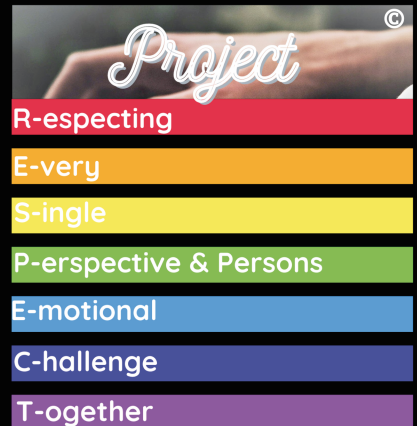 ©
Project
R-especting
E-very
S-ingle
P-erspective & Persons
E-motional
C-hallenge
T-ogether